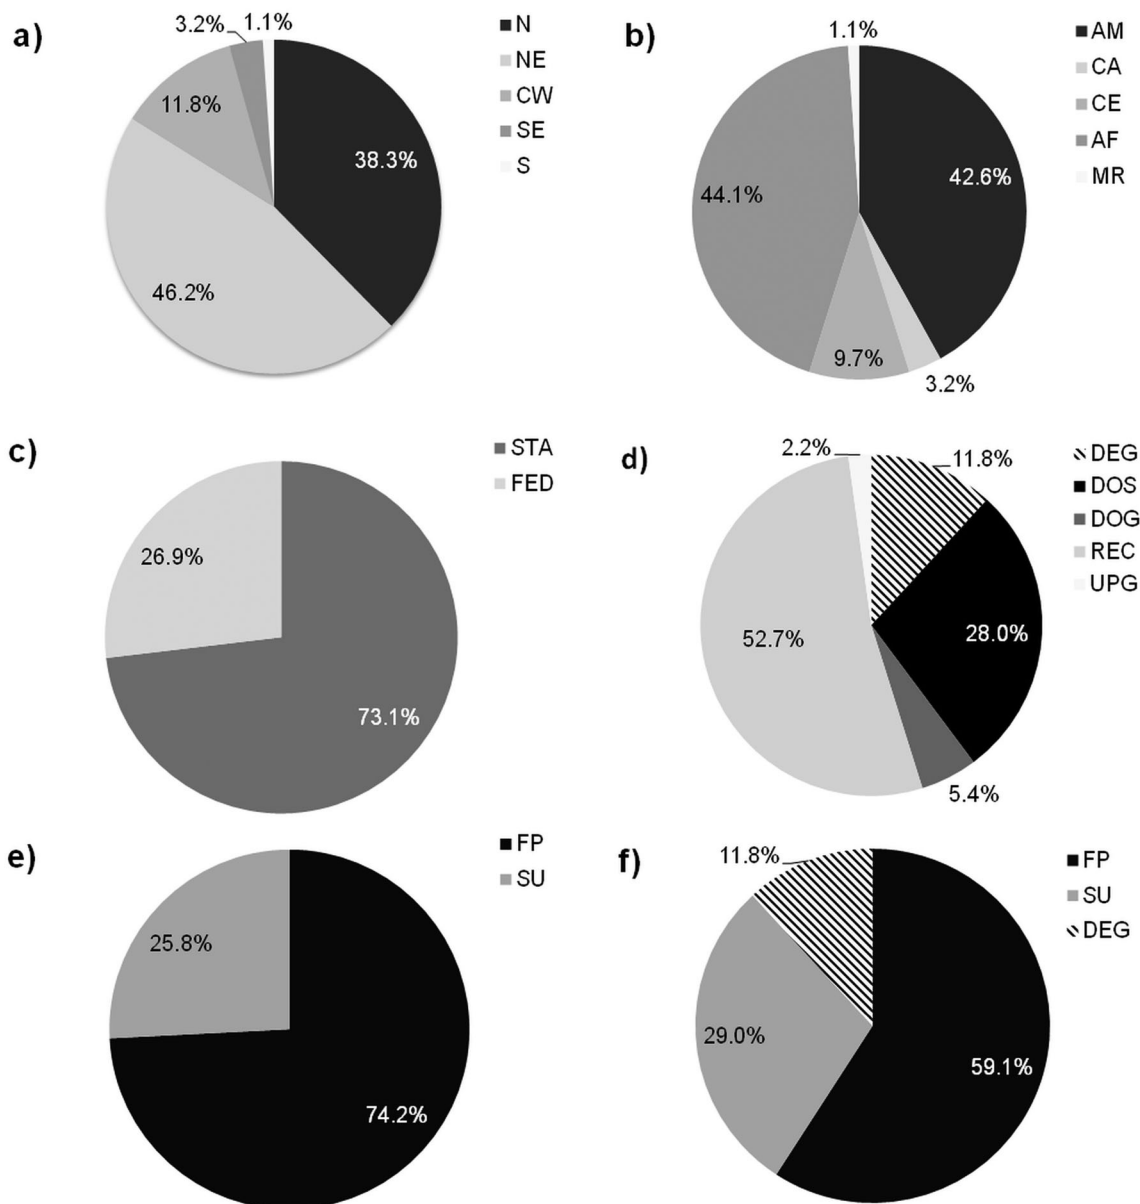 a)
3.2%
1.1%
11.8%
38.3%
46.2%
N
NE
CW
SE
S
b)
1.1%
44.1%
42.6%
9.7%
3.2%
AM
CA
CE
AF
MR
c)
26.9%
73.1%
STA
FED
d)
2.2%
11.8%
52.7%
28.0%
5.4%
DEG
DOS
DOG
REC
UPG
e)
25.8%
74.2%
FP
SU
f)
11.8%
29.0%
59.1%
FP
SU
DEG